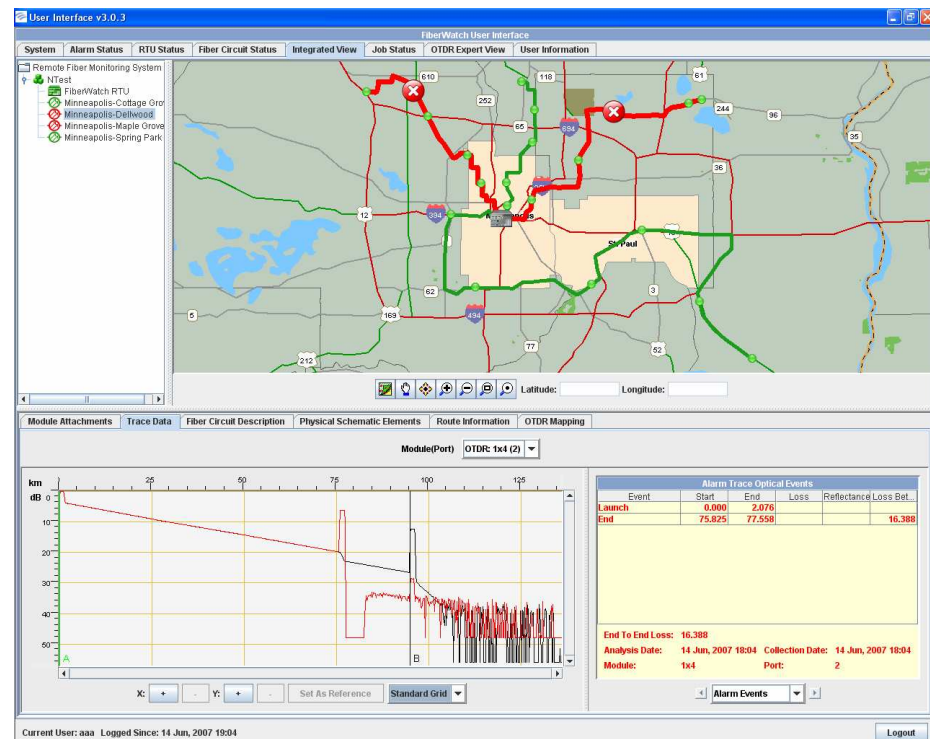 User Interface v3.0.3
FiberWatch User Interface
System Alarm Status RTU Status Fiber Circuit Status Integrated View Job Status OTDR Expert View User Information
Remote Fiber Monitoring System
NTest
FiberWatch RTU
Minneapolis-Cottage Gro
Minneapolis-Dellwood
Minneapolis-Maple Grove
Minneapolis-Spring Park
610
118
61
252
244
96
65
694
35
36
12
394
St. Paul
62
3
5
169
494
77
52
212
Latitude: Longitude:
Module Attachments Trace Data Fiber Circuit Description Physical Schematic Elements Route Information OTDR Mapping
Module(Port) OTDR: 1x4 (2)
km 1 25 50 75 100 125
dB 0
10
20
30
40
50
A B
X: + - Y: + - Set As Reference Standard Grid
Alarm Trace Optical Events
Event Start End Loss Reflectance Loss Bet...
Launch 0.000 2.076
End 75.825 77.558 16.388
End To End Loss: 16.388
Analysis Date: 14 Jun, 2007 18:04 Collection Date: 14 Jun, 2007 18:04
Module: 1x4 Port: 2
Alarm Events
Current User: aaa Logged Since: 14 Jun, 2007 19:04
Logout